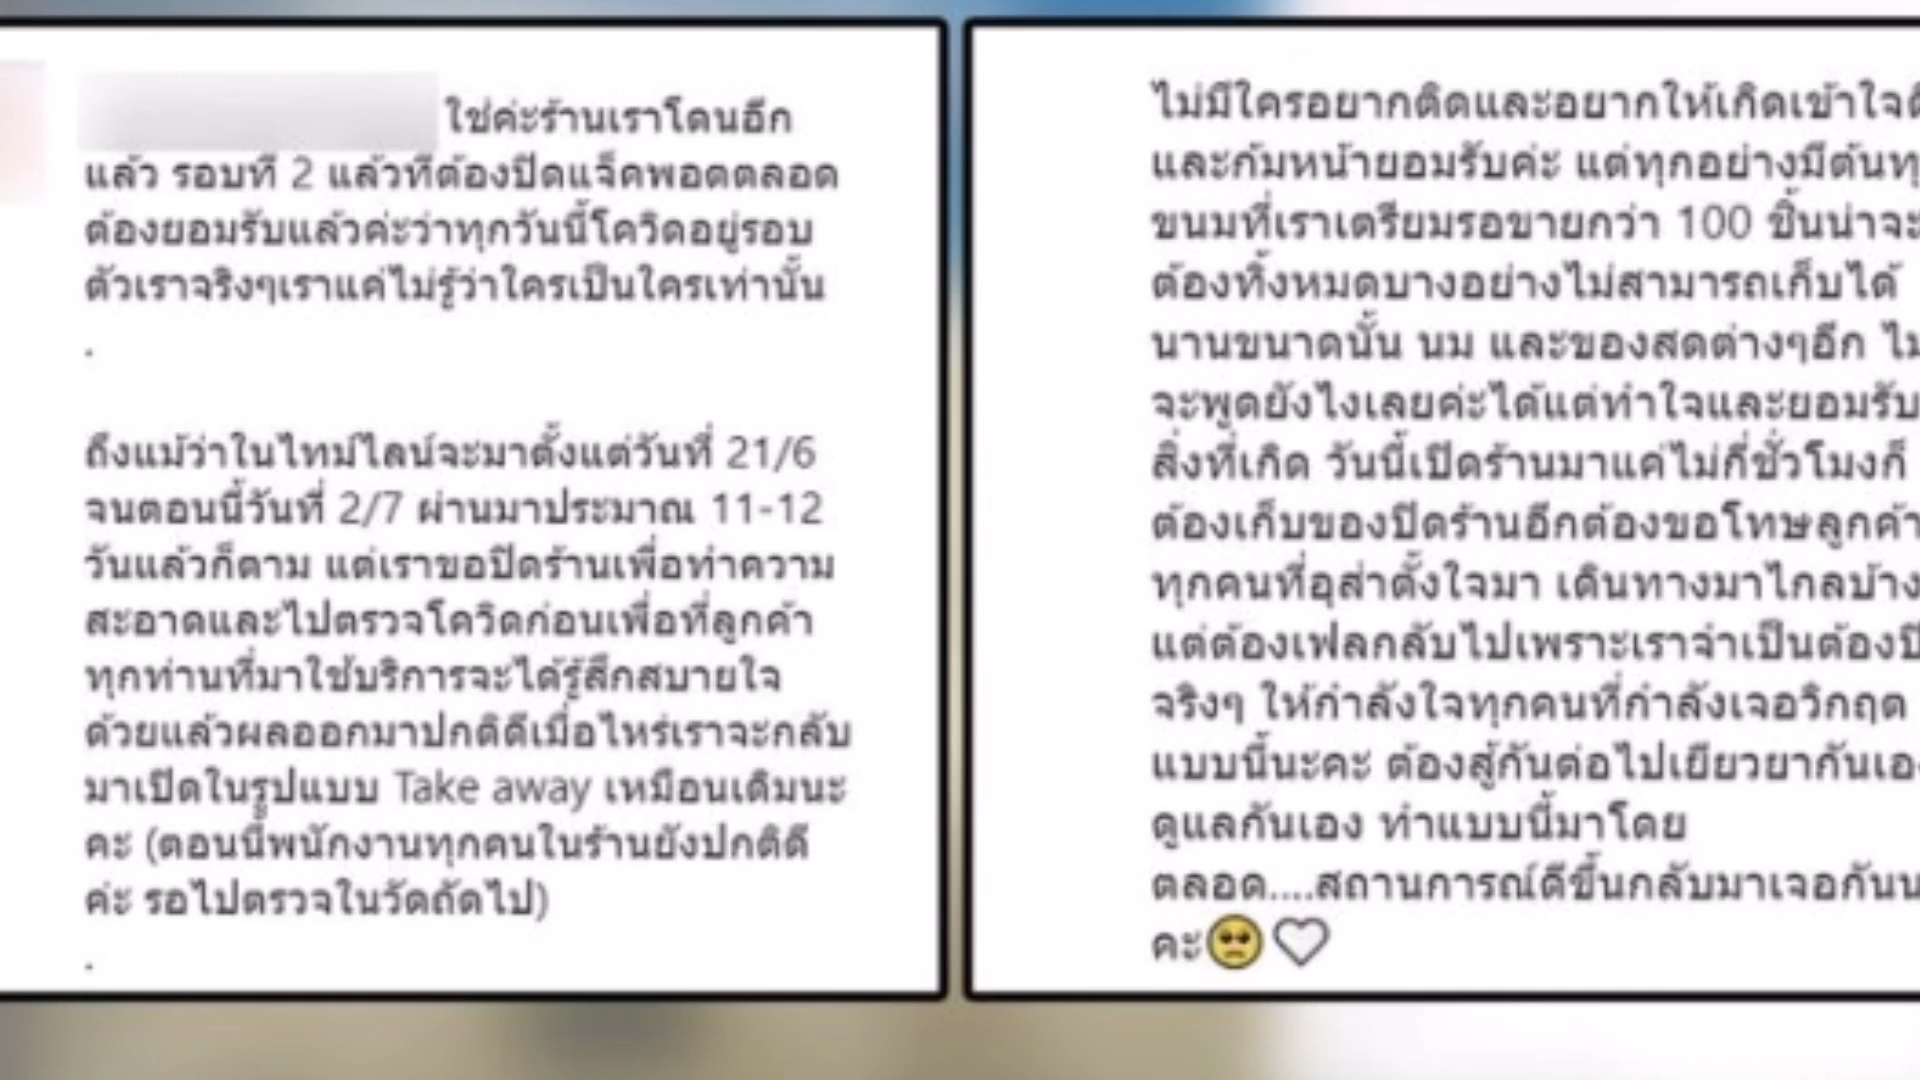 ใช่ค่ะร้านเราโดนอีก
แล้ว รอบที่ 2 แล้วที่ต้องปิดแจ็คพอตตลอด
ต้องยอมรับแล้วค่ะว่าทุกวันนี้โควิดอยู่รอบ
ตัวเราจริงๆเราแค่ไม่รู้ว่าใครเป็นใครเท่านั้น
.
ถึงแม้ว่าในไทม์ไลน์จะมาตั้งแต่วันที่ 21/6
จนตอนนี้วันที่ 2/7 ผ่านมาประมาณ 11-12
วันแล้วก็ตาม แต่เราขอปิดร้านเพื่อทำความ
สะอาดและไปตรวจโควิดก่อนเพื่อที่ลูกค้า
ทุกท่านที่มาใช้บริการจะได้รู้สึกสบายใจ
ด้วยแล้วผลออกมาปกติดีเมื่อไหร่เราจะกลับ
มาเปิดในรูปแบบ Take away เหมือนเดิมนะ
คะ (ตอนนี้พนักงานทุกคนในร้านยังปกติดี
ค่ะ รอไปตรวจในวัดถัดไป)
.
ไม่มีใครอยากติดและอยากให้เกิดเข้าใจ
และก้มหน้ายอมรับค่ะ แต่ทุกอย่างมีต้นทุ
ขนมที่เราเตรียมรอขายกว่า 100 ชิ้นน่าจะ
ต้องทิ้งหมดบางอย่างไม่สามารถเก็บได้
นานขนาดนั้น นม และของสดต่างๆอีก ไม
จะพูดยังไงเลยค่ะได้แต่ทำใจและยอมรับ
สิ่งที่เกิด วันนี้เปิดร้านมาแค่ไม่กี่ชั่วโมงก็
ต้องเก็บของปิดร้านอีกต้องขอโทษลูกค้า
ทุกคนที่อุส่าตั้งใจมา เดินทางมาไกลบ้าง
แต่ต้องเฟลกลับไปเพราะเราจำเป็นต้องปิ
จริงๆ ให้กำลังใจทุกคนที่กำลังเจอวิกฤต
แบบนี้นะคะ ต้องสู้กันต่อไปเยียวยากันเอง
ดูแลกันเอง ทำแบบนี้มาโดย
ตลอด....สถานการณ์ดีขึ้นกลับมาเจอกันน
คะ🥺🤍